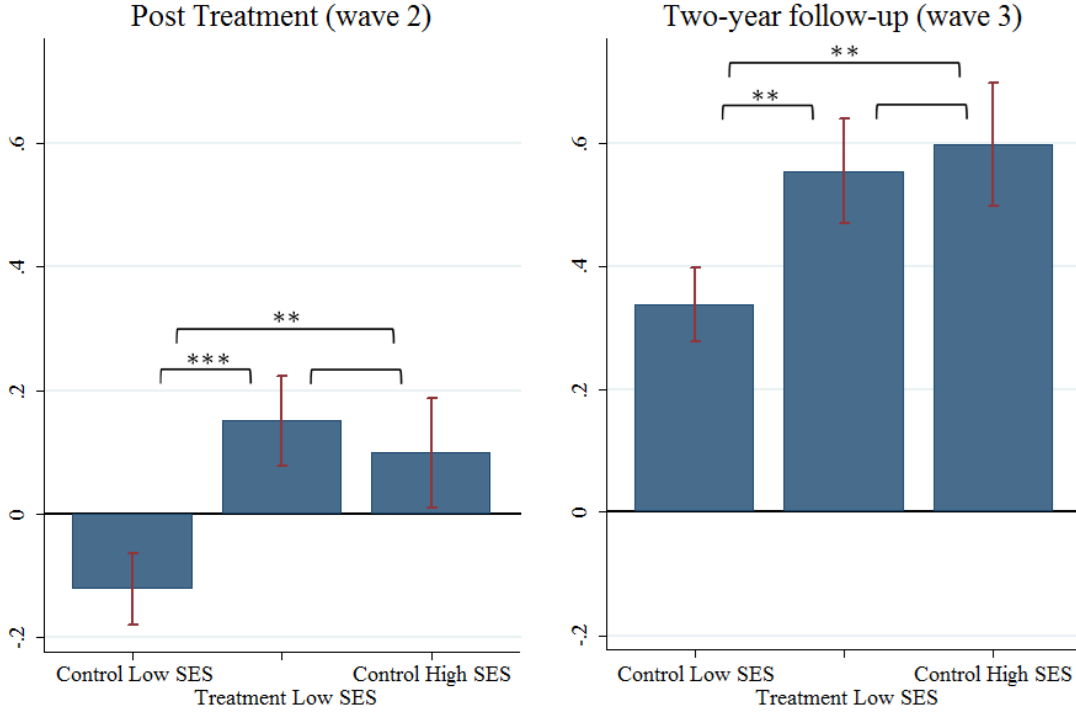 Post Treatment (wave 2)
.6
.4
.2
0
-.2
**
***
Control Low SES
Treatment Low SES
Control High SES
Two-year follow-up (wave 3)
.6
.4
.2
0
-.2
**
**
Control Low SES
Treatment Low SES
Control High SES